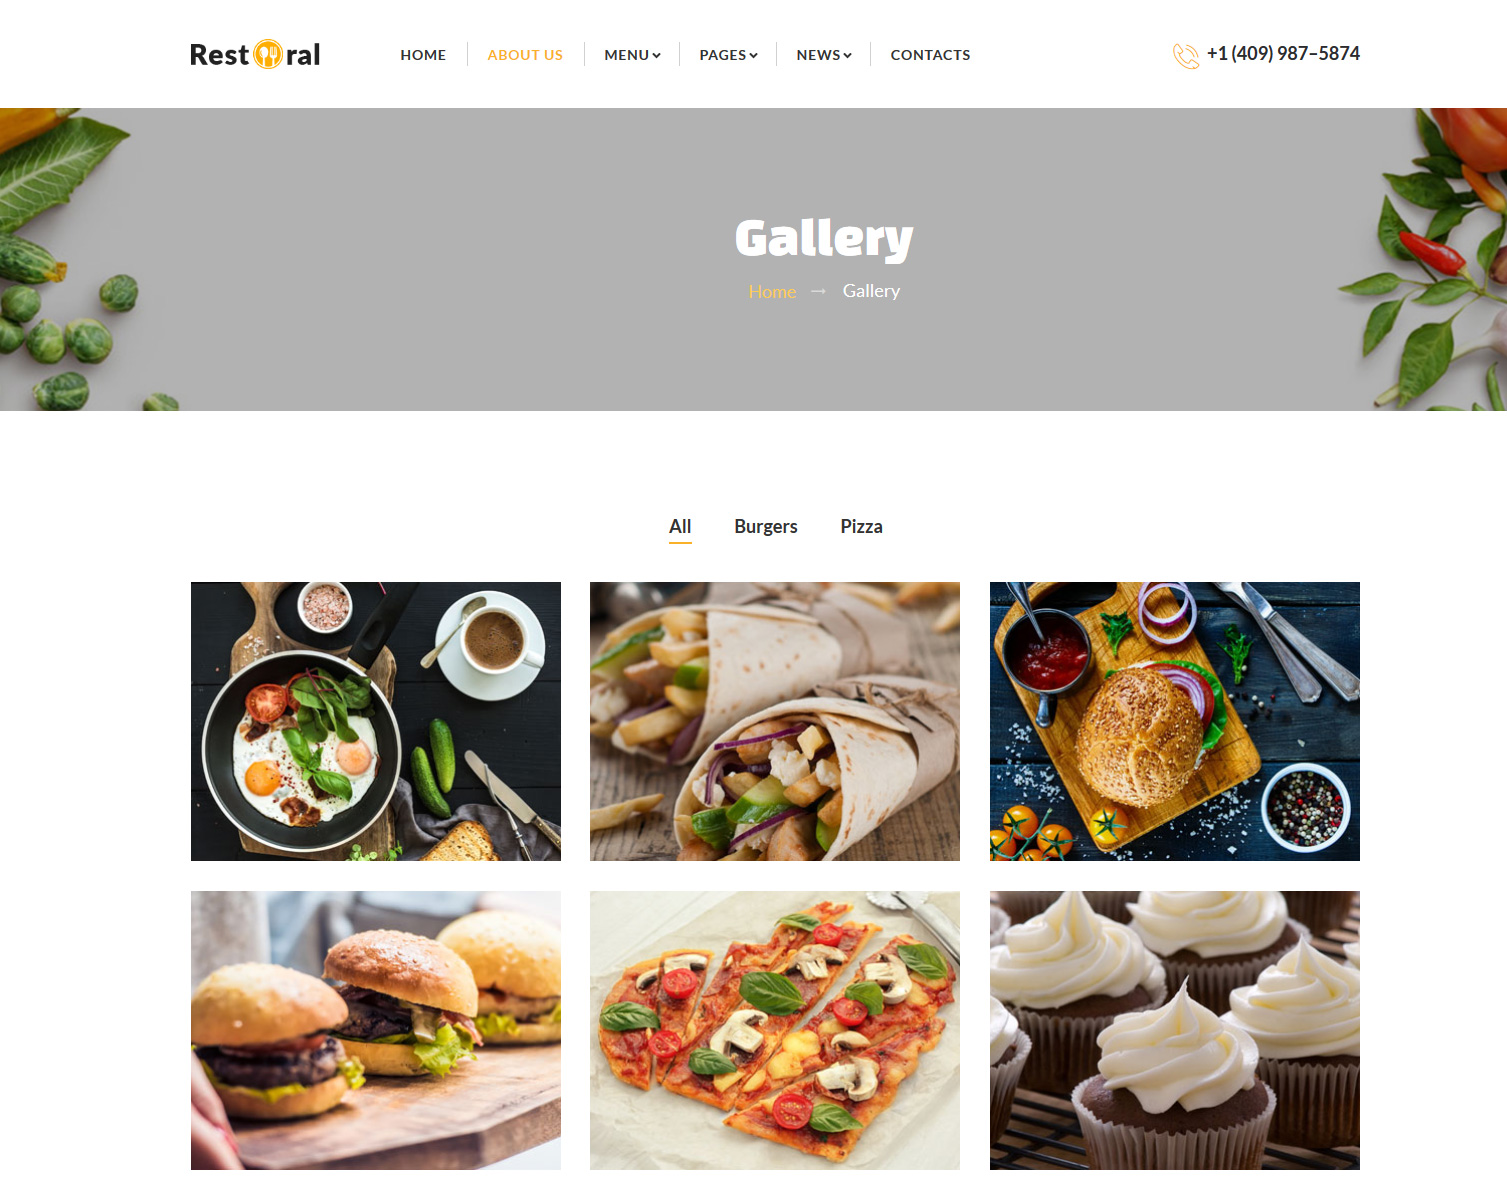 Rest ral
HOME
ABOUT US
MENU
PAGES
NEWS
CONTACTS
+1 (409) 987-5874
Gallery
Home → Gallery
All
Burgers
Pizza